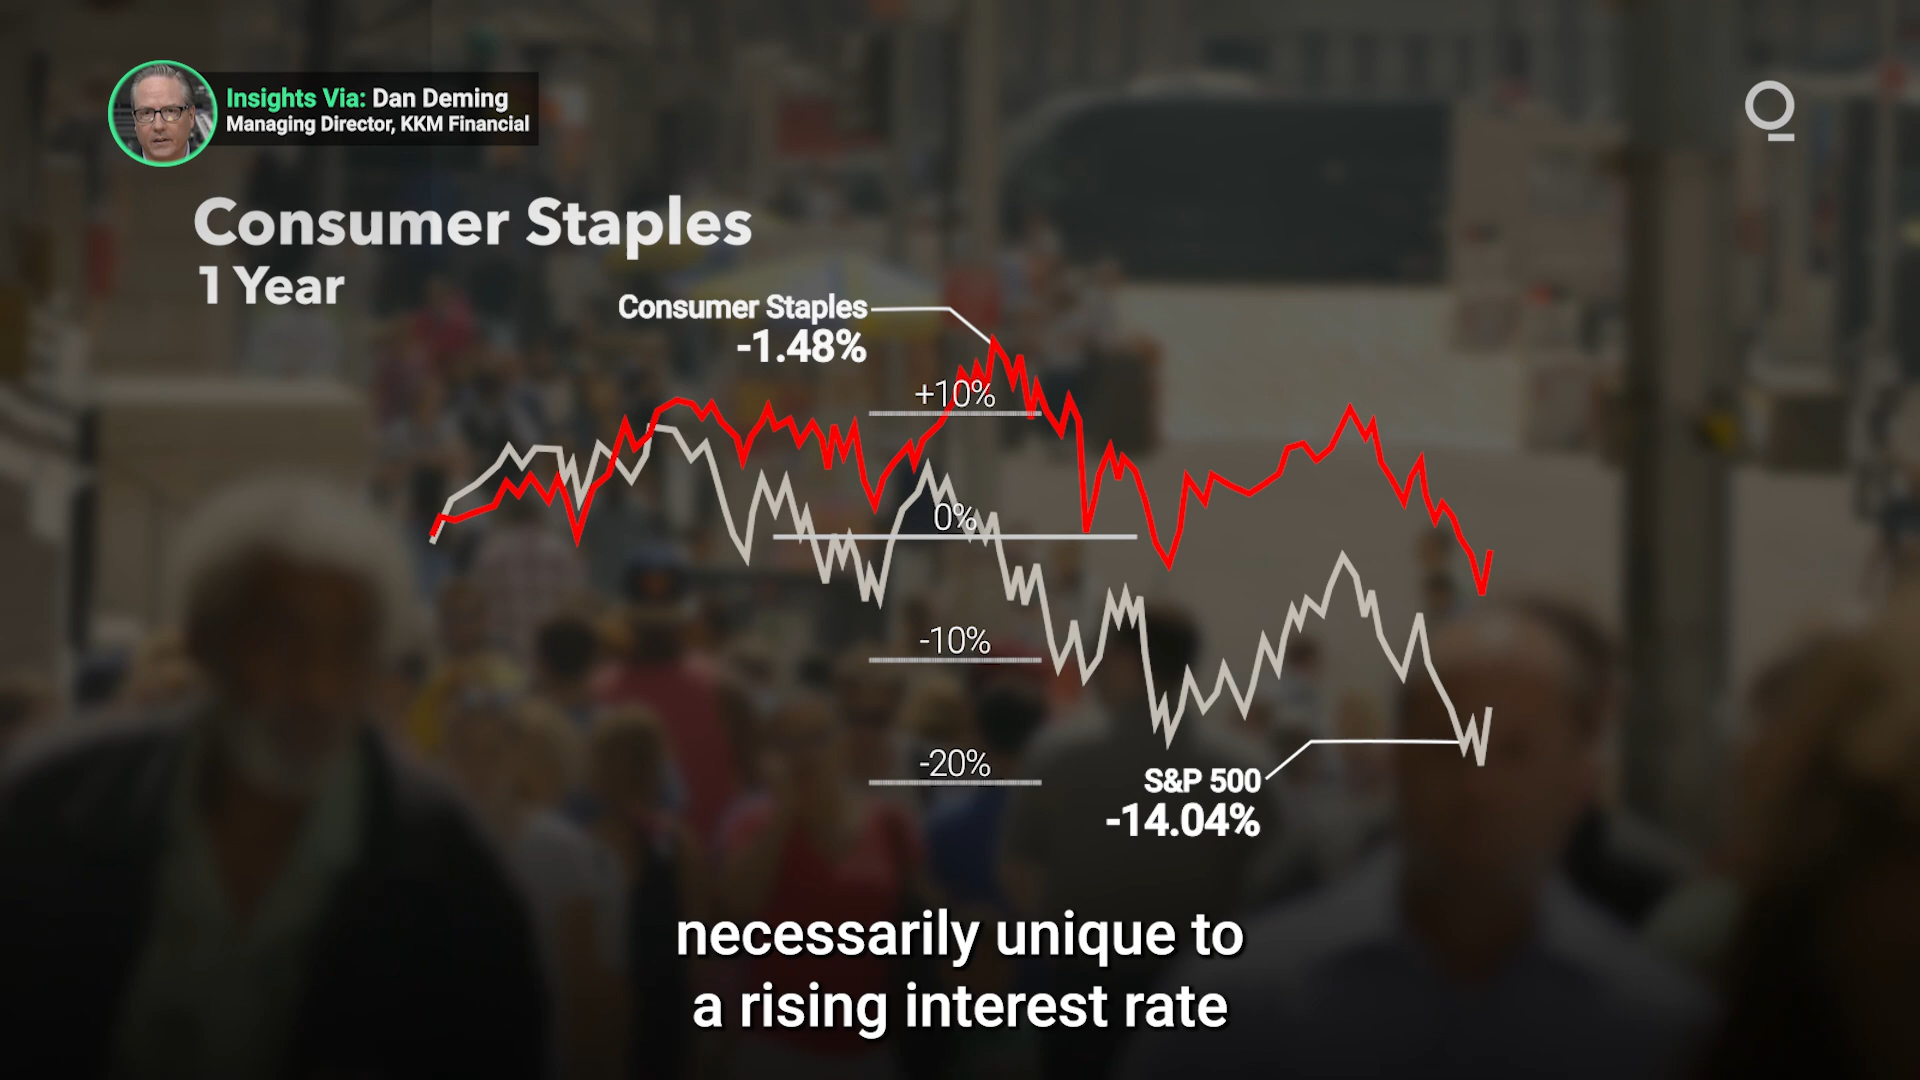 Insights Via: Dan Deming
Managing Director, KKM Financial
Consumer Staples
1 Year
Consumer Staples
-1.48%
+10%
0%
-10%
-20%
S&P 500
-14.04%
necessarily unique to
a rising interest rate